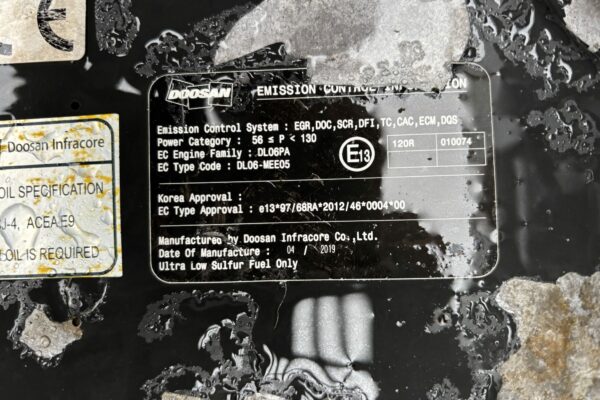 CE
DOOSAN EMISSION CONTROL
Emission Control System : EGR,DOC,SCR,DFI,TC,CAC,ECM,DQS
Power Category : 56 ≤ P < 130
EC Engine Family : DL06PA
EC Type Code : DL06-MEE05
E13
120R 010074
Korea Approval :
EC Type Approval : e13*97/68RA*2012/46*0004*00
Manufactured by Doosan Infracore Co.,Ltd.
Date Of Manufacture : 04 / 2019
Ultra Low Sulfur Fuel Only
Doosan Infracore
OIL SPECIFICATION
J-4, ACEA E9
OIL IS REQUIRED